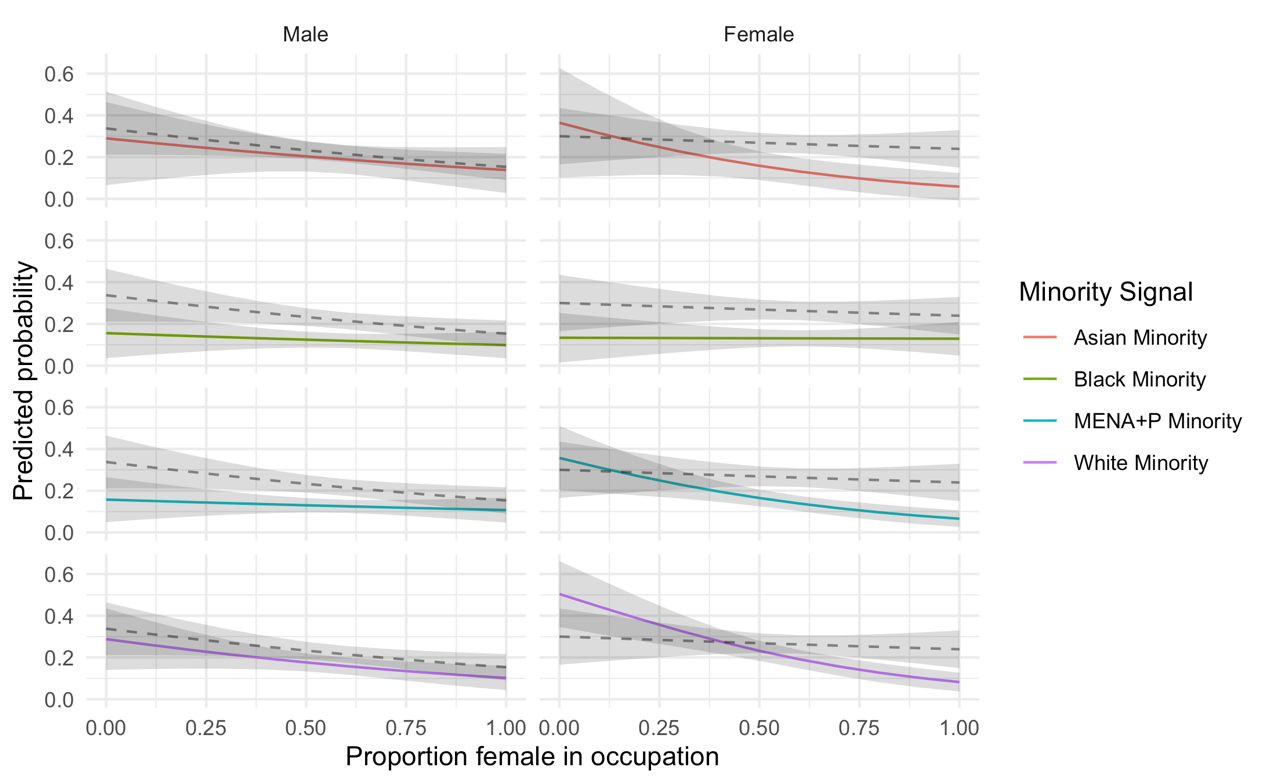 Male Female
0.6
0.4
0.2
0.0
0.6
0.4
0.2
0.0
0.6
0.4
0.2
0.0
0.6
0.4
0.2
0.0
Predicted probability
0.00 0.25 0.50 0.75 1.00 0.00 0.25 0.50 0.75 1.00
Proportion female in occupation
Minority Signal
Asian Minority
Black Minority
MENA+P Minority
White Minority